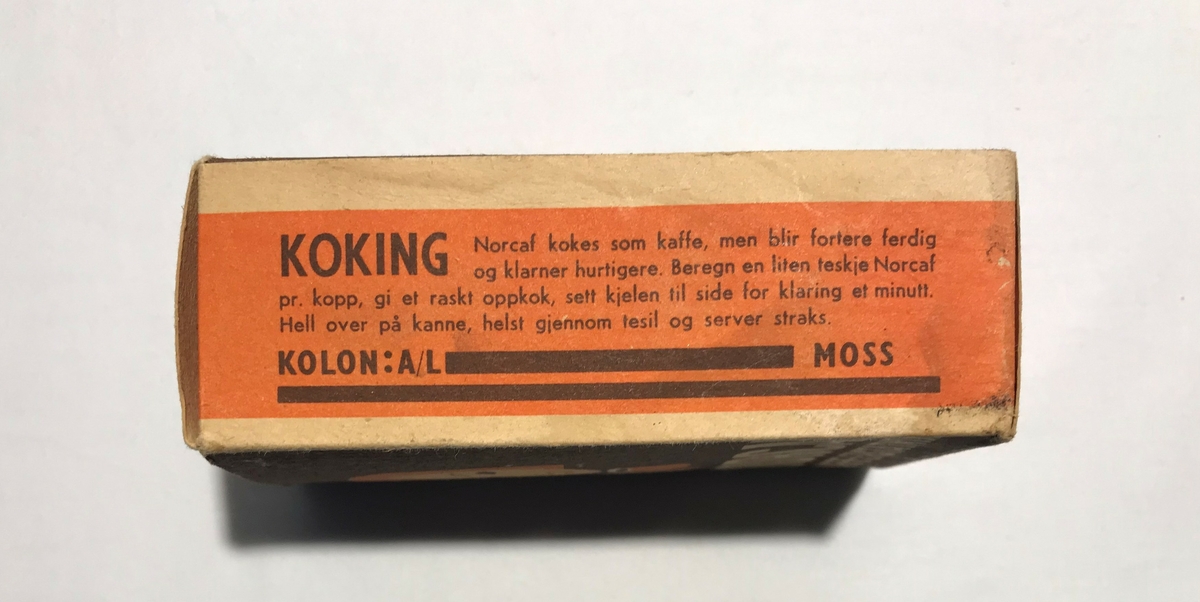 KOKING Norcaf kokes som kaffe, men blir fortere ferdig
og klarner hurtigere. Beregn en liten teskje Norcaf
pr. kopp, gi et raskt oppkok, sett kjelen til side for klaring et minutt.
Hell over på kanne, helst gjennom tesil og server straks.
KOLON:A/L MOSS